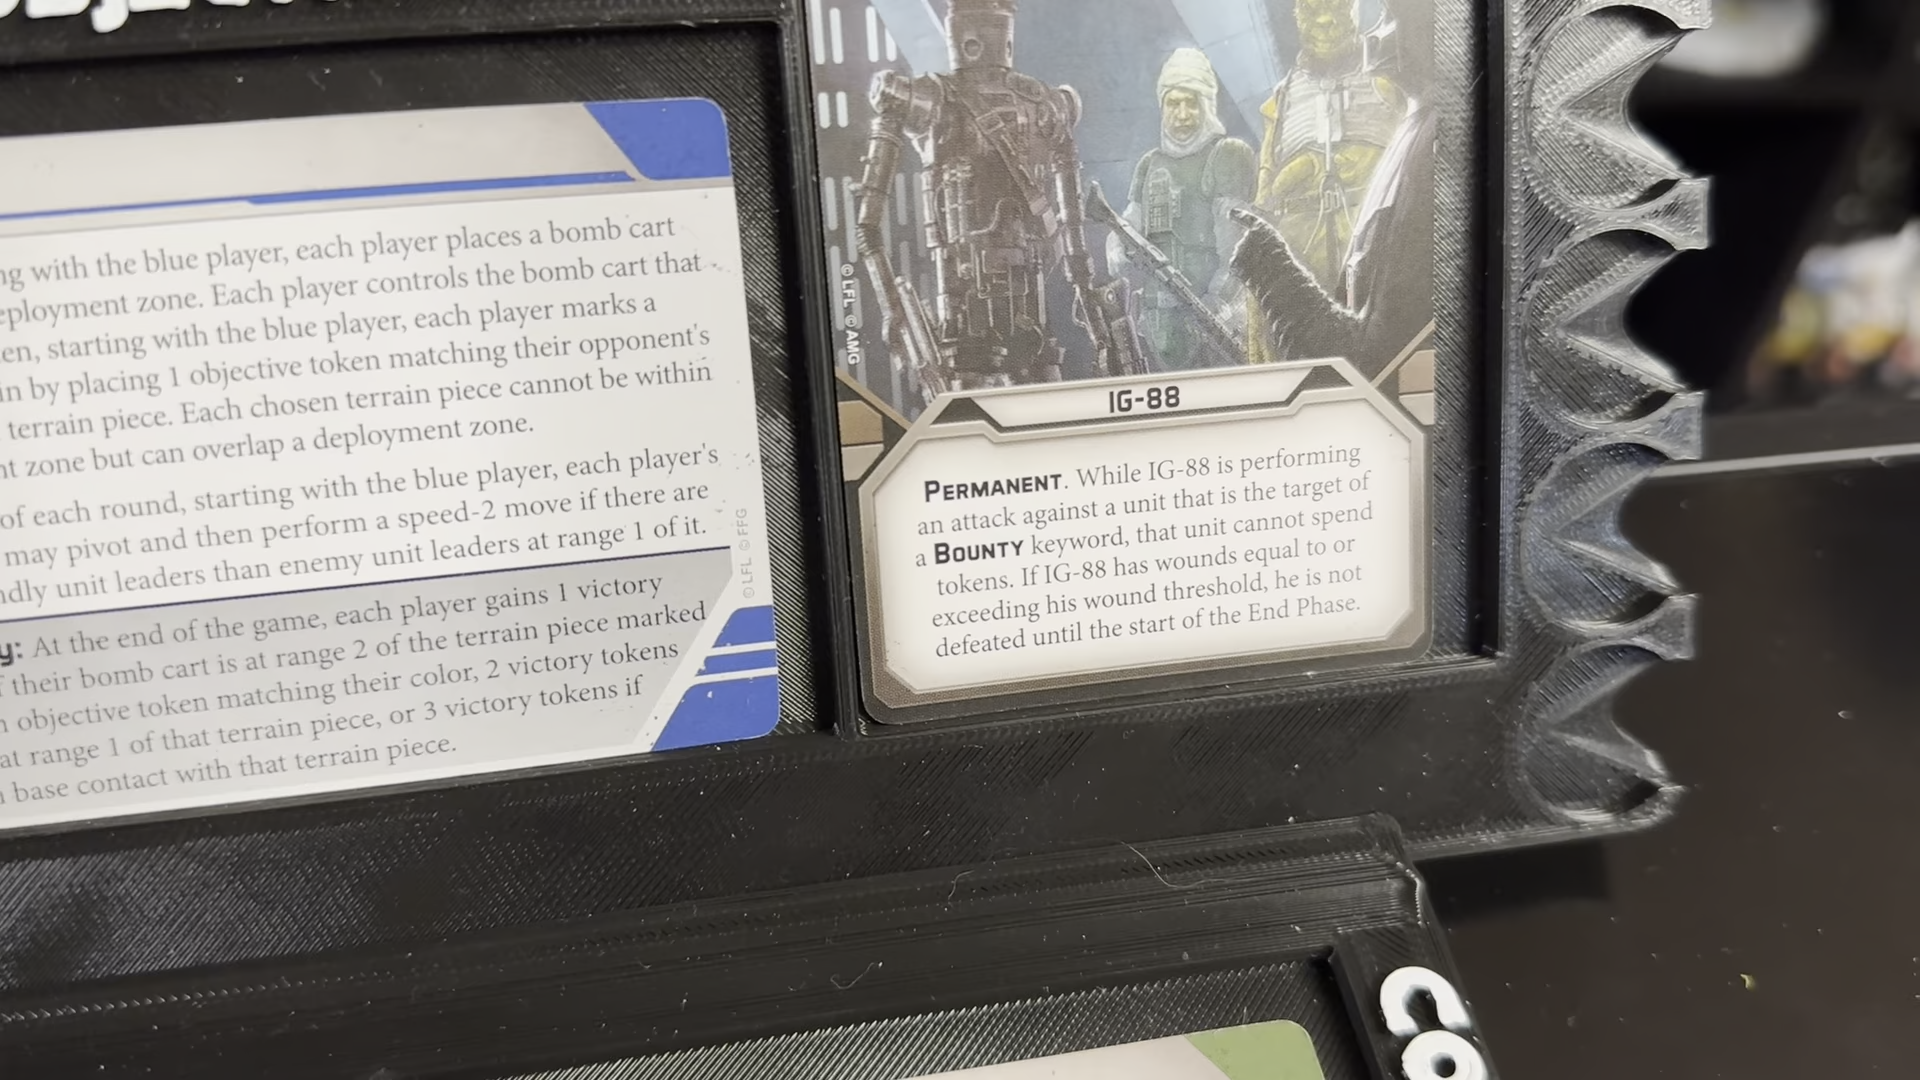 ng with the blue player, each player places a bomb cart
eployment zone. Each player controls the bomb cart that
en, starting with the blue player, each player marks a
in by placing 1 objective token matching their opponent's
terrain piece. Each chosen terrain piece cannot be within
nt zone but can overlap a deployment zone.
of each round, starting with the blue player, each player's
may pivot and then perform a speed-2 move if there are
ndly unit leaders than enemy unit leaders at range 1 of it.
y: At the end of the game, each player gains 1 victory
f their bomb cart is at range 2 of the terrain piece marked
n objective token matching their color, 2 victory tokens
at range 1 of that terrain piece, or 3 victory tokens if
n base contact with that terrain piece.
© LFL © FFG
© LFL © AMG
IG-88
PERMANENT. While IG-88 is performing
an attack against a unit that is the target of
a BOUNTY keyword, that unit cannot spend
tokens. If IG-88 has wounds equal to or
exceeding his wound threshold, he is not
defeated until the start of the End Phase.
CO